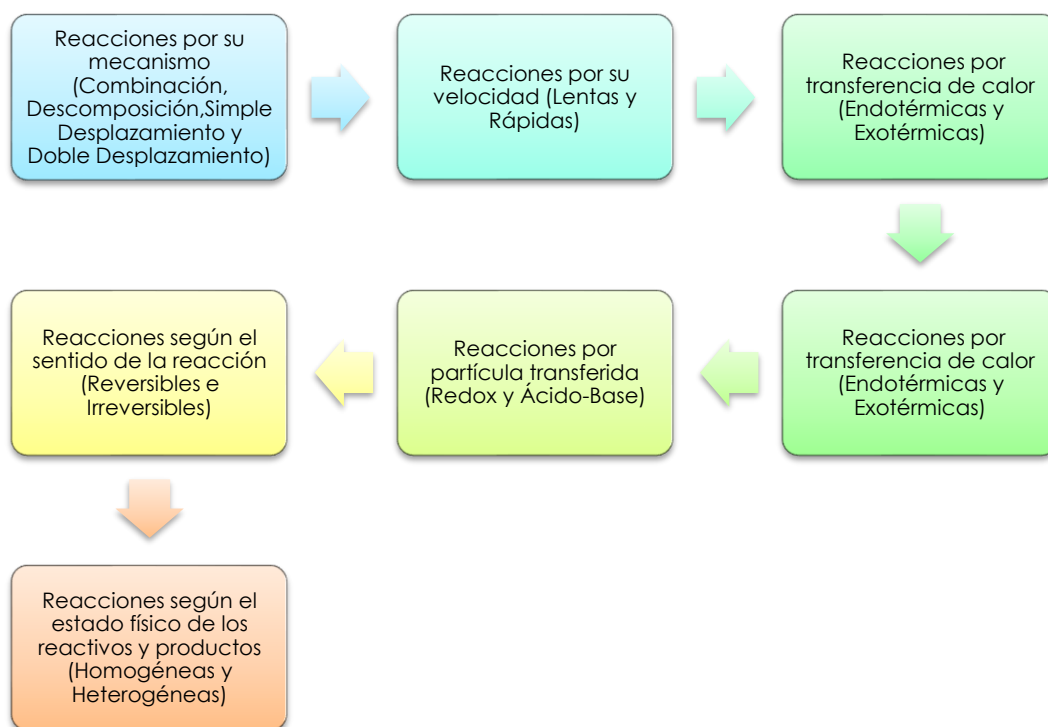 Reacciones por su
mecanismo
(Combinación,
Descomposición,Simple
Desplazamiento y
Doble Desplazamiento)
Reacciones por su
velocidad (Lentas y
Rápidas)
Reacciones por
transferencia de calor
(Endotérmicas y
Exotérmicas)
Reacciones por
transferencia de calor
(Endotérmicas y
Exotérmicas)
Reacciones por
partícula transferida
(Redox y Ácido-Base)
Reacciones según el
sentido de la reacción
(Reversibles e
Irreversibles)
Reacciones según el
estado físico de los
reactivos y productos
(Homogéneas y
Heterogéneas)